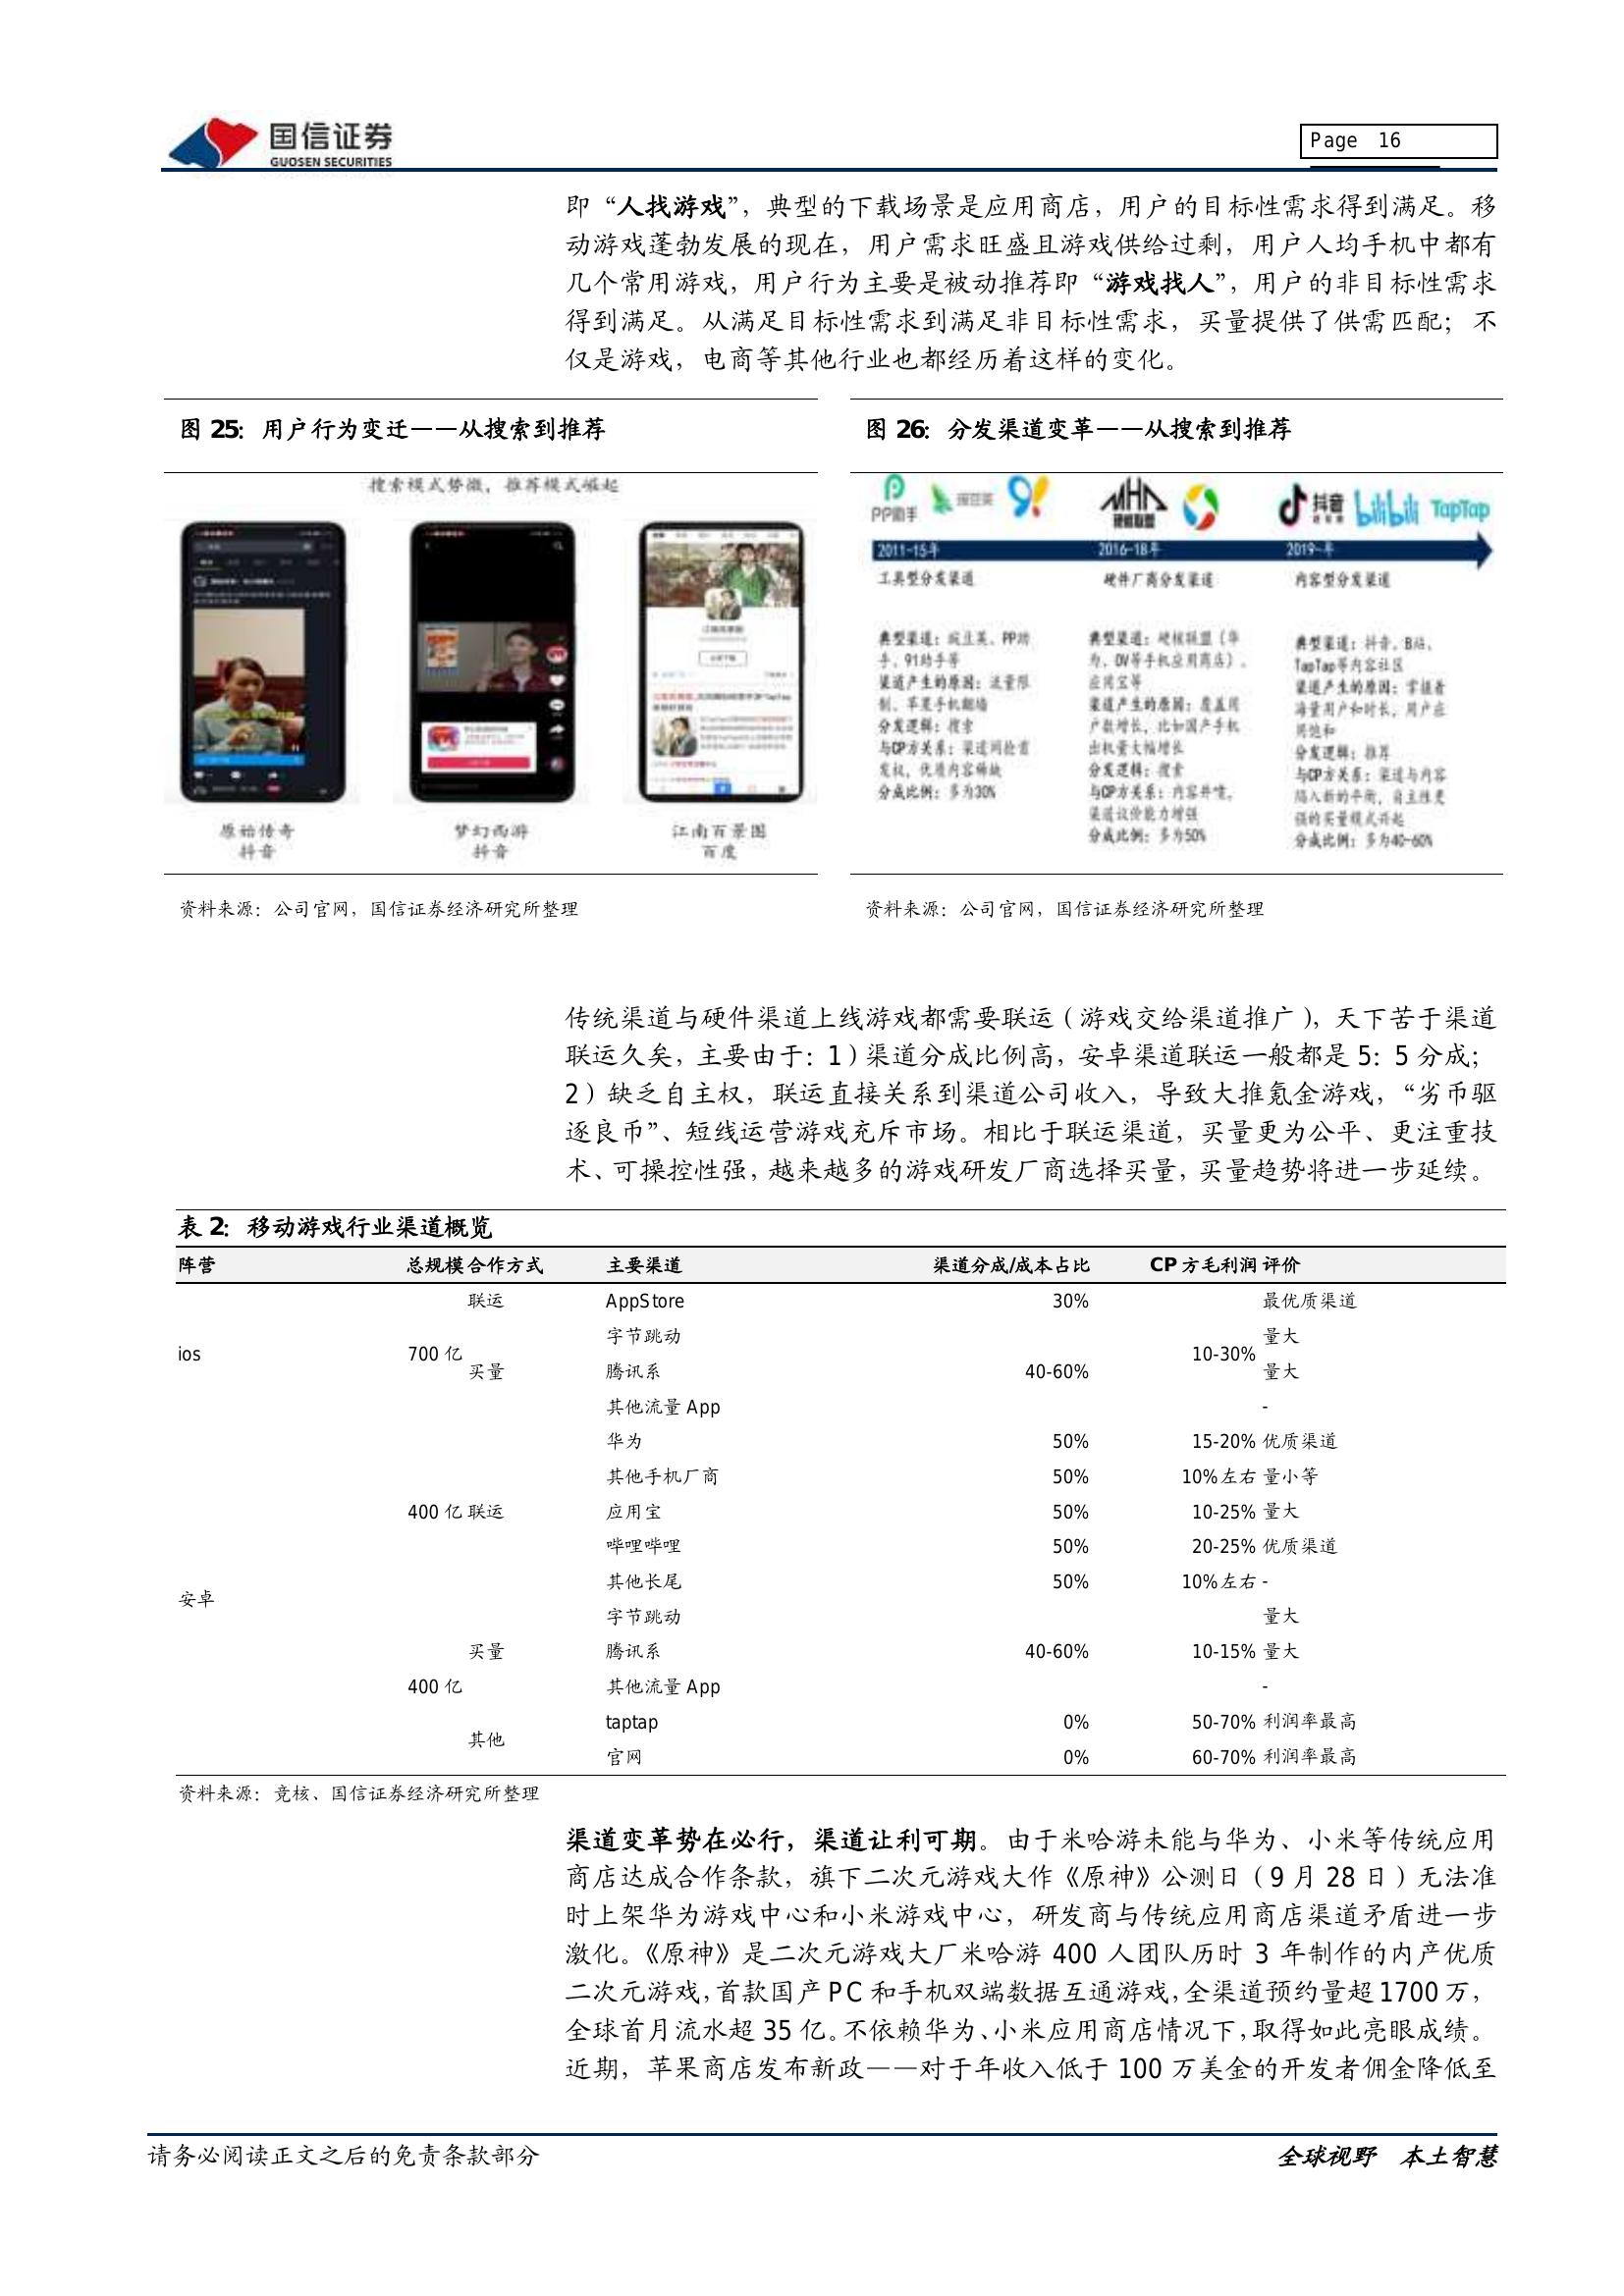 国信证券
GUOSEN SECURITIES
Page 16
即“人找游戏”，典型的下载场景是应用商店，用户的目标性需求得到满足。移
动游戏蓬勃发展的现在，用户需求旺盛且游戏供给过剩，用户人均手机中都有
几个常用游戏，用户行为主要是被动推荐即“游戏找人”，用户的非目标性需求
得到满足。从满足目标性需求到满足非目标性需求，买量提供了供需匹配；不
仅是游戏，电商等其他行业也都经历着这样的变化。
图 25：用户行为变迁——从搜索到推荐
搜索模式势微，推荐模式崛起
原始传奇
抖音
梦幻西游
抖音
江南百景图
百度
资料来源：公司官网，国信证券经济研究所整理
图 26：分发渠道变革——从搜索到推荐
PP助手
豌豆荚
MHA
硬核联盟
抖音
bilibili
TapTap
2011-15年
2016-18年
2019-年
工具型分发渠道
硬件厂商分发渠道
内容型分发渠道
典型渠道：豌豆荚、PP助
手、91助手等
渠道产生的原因：流量限
制、苹果手机翻墙
分发逻辑：搜索
与CP方关系：渠道间抢首
发权，优质内容稀缺
分成比例：多为30%
典型渠道：硬核联盟（华
为、OV等手机应用商店）、
应用宝等
渠道产生的原因：覆盖用
户数增长，比如国产手机
出机量大幅增长
分发逻辑：搜索
与CP方关系：内容井喷，
渠道议价能力增强
分成比例：多为50%
典型渠道：抖音、B站、
TapTap等内容社区
渠道产生的原因：掌握着
海量用户和时长，用户应
用饱和
分发逻辑：推荐
与CP方关系：渠道与内容
陷入新的平衡，自主性更
强的买量模式兴起
分成比例：多为40-60%
资料来源：公司官网，国信证券经济研究所整理
传统渠道与硬件渠道上线游戏都需要联运（游戏交给渠道推广），天下苦于渠道
联运久矣，主要由于：1）渠道分成比例高，安卓渠道联运一般都是 5：5 分成；
2）缺乏自主权，联运直接关系到渠道公司收入，导致大推氪金游戏，“劣币驱
逐良币”、短线运营游戏充斥市场。相比于联运渠道，买量更为公平、更注重技
术、可操控性强，越来越多的游戏研发厂商选择买量，买量趋势将进一步延续。
表 2：移动游戏行业渠道概览
阵营 总规模 合作方式 主要渠道 渠道分成/成本占比 CP 方毛利润 评价
联运 AppStore 30% 最优质渠道
字节跳动 量大
ios 700 亿 10-30%
买量 腾讯系 40-60% 量大
其他流量 App -
华为 50% 15-20% 优质渠道
其他手机厂商 50% 10%左右 量小等
400 亿 联运 应用宝 50% 10-25% 量大
哔哩哔哩 50% 20-25% 优质渠道
其他长尾 50% 10%左右 -
安卓
字节跳动 量大
买量 腾讯系 40-60% 10-15% 量大
400 亿 其他流量 App -
taptap 0% 50-70% 利润率最高
其他
官网 0% 60-70% 利润率最高
资料来源：竞核、国信证券经济研究所整理
渠道变革势在必行，渠道让利可期。由于米哈游未能与华为、小米等传统应用
商店达成合作条款，旗下二次元游戏大作《原神》公测日（9 月 28 日）无法准
时上架华为游戏中心和小米游戏中心，研发商与传统应用商店渠道矛盾进一步
激化。《原神》是二次元游戏大厂米哈游 400 人团队历时 3 年制作的内产优质
二次元游戏，首款国产 PC 和手机双端数据互通游戏，全渠道预约量超 1700 万，
全球首月流水超 35 亿。不依赖华为、小米应用商店情况下，取得如此亮眼成绩。
近期，苹果商店发布新政——对于年收入低于 100 万美金的开发者佣金降低至
请务必阅读正文之后的免责条款部分
全球视野 本土智慧